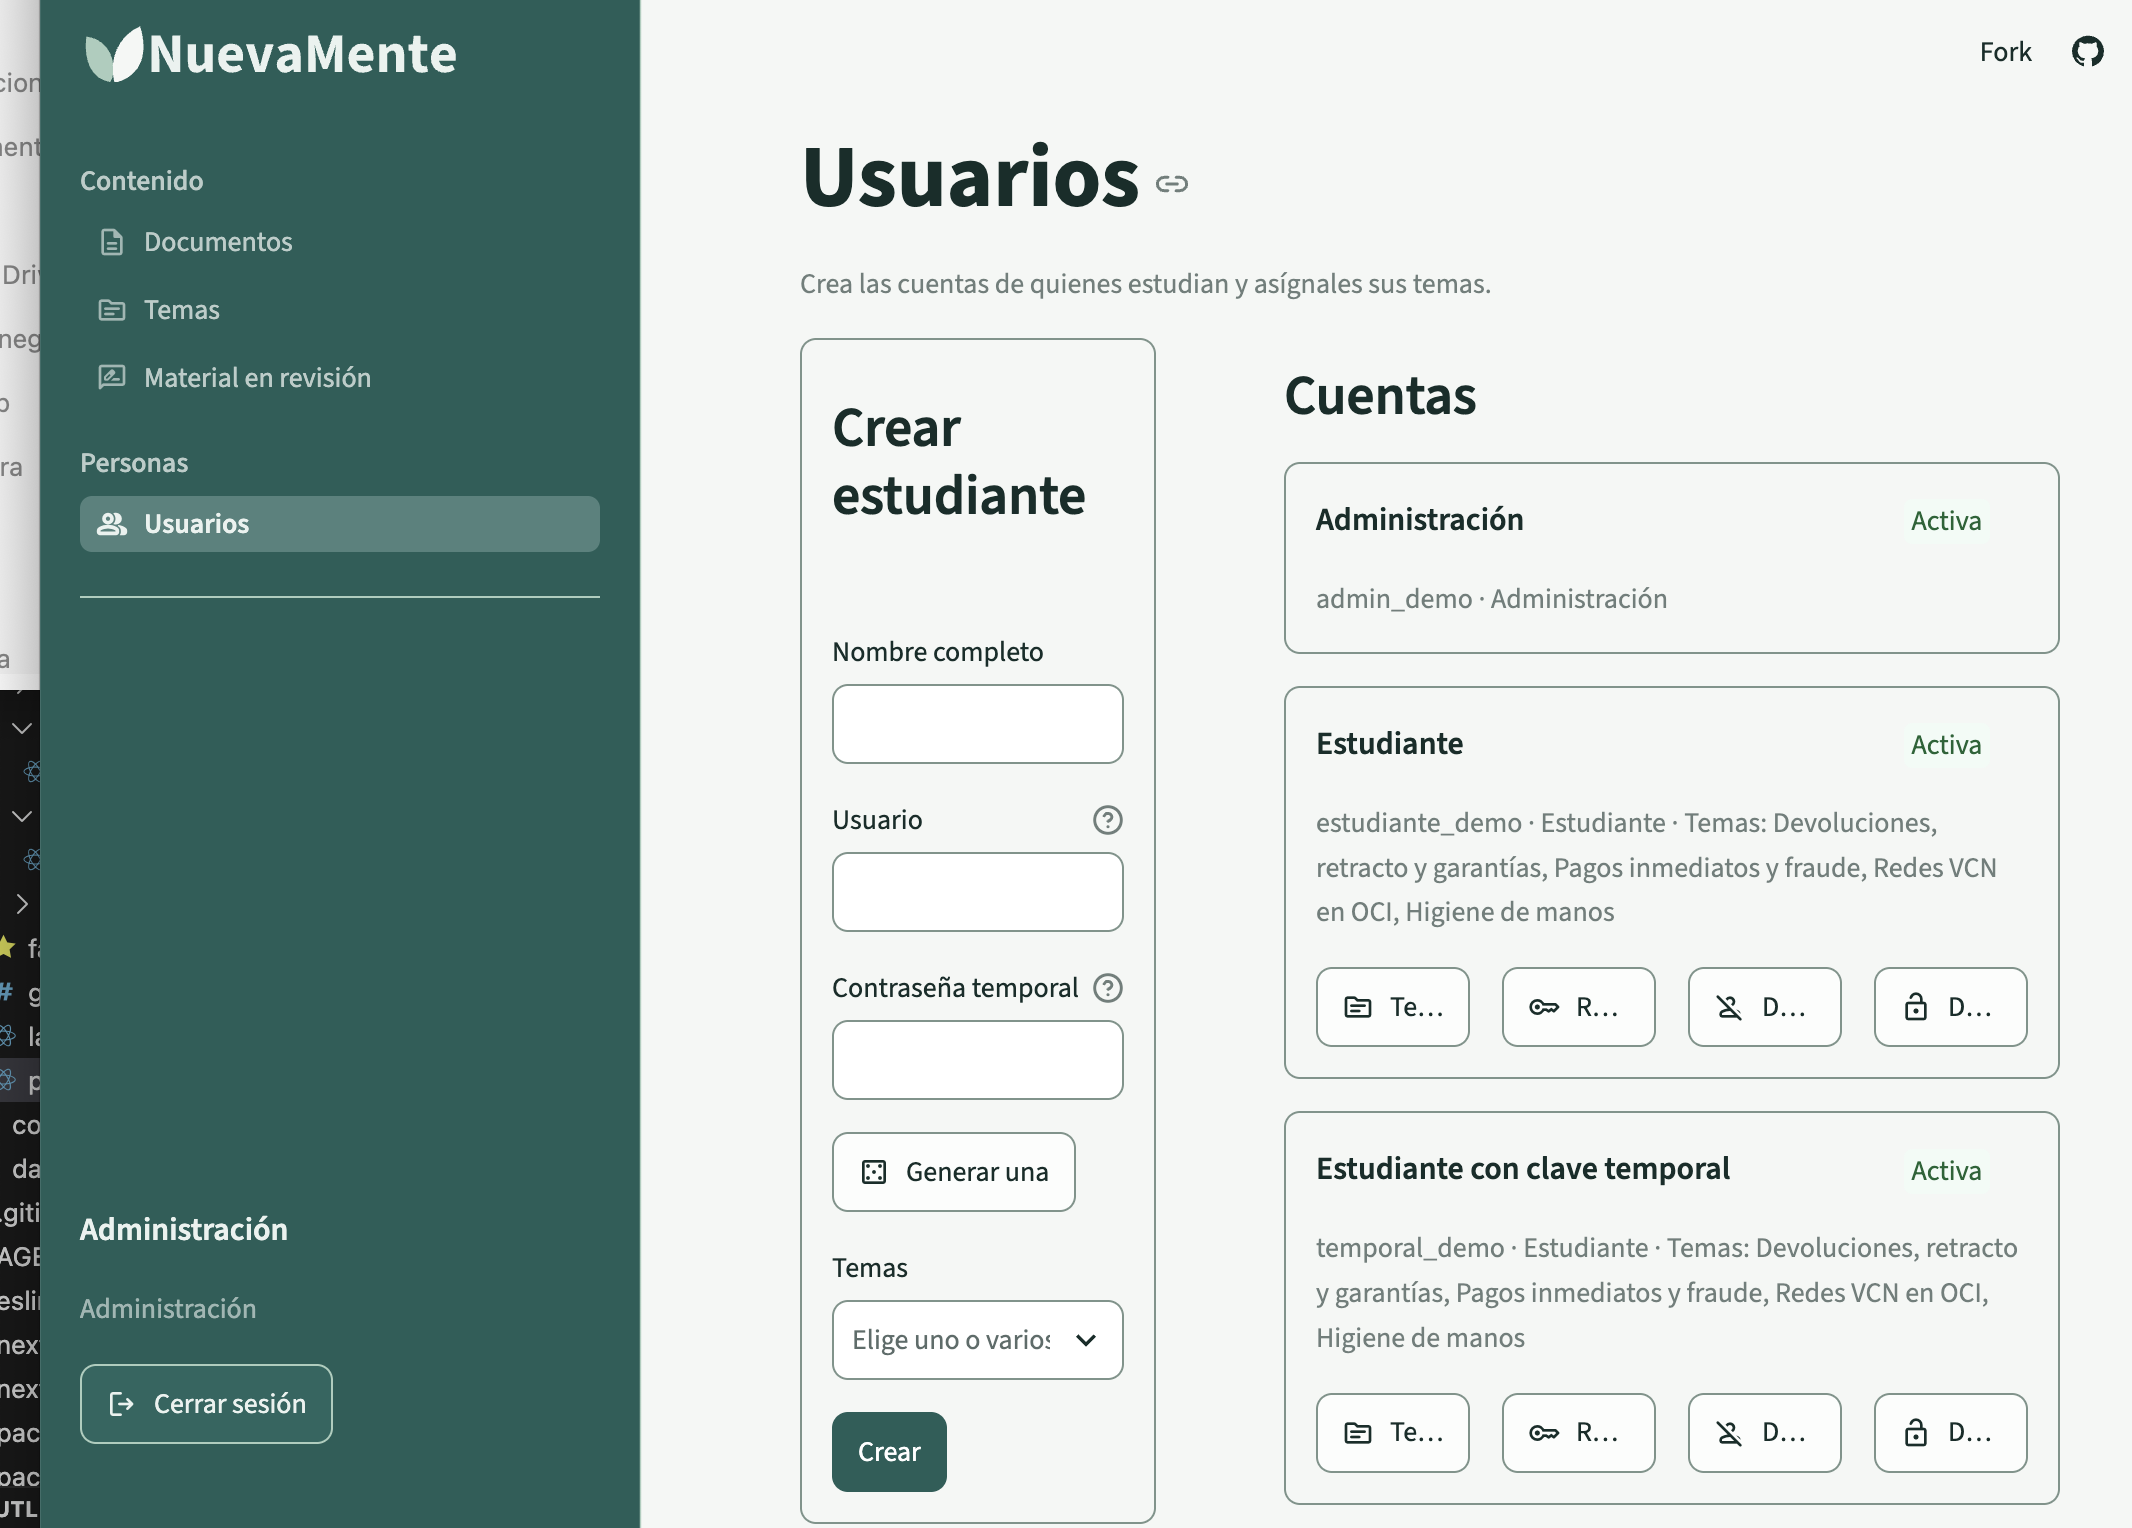 NuevaMente
Contenido
Documentos
Temas
Material en revisión
Personas
Usuarios
Administración
Administración
Cerrar sesión
Fork
Usuarios
Crea las cuentas de quienes estudian y asígnales sus temas.
Crear
estudiante
Nombre completo
Usuario
Contraseña temporal
Generar una
Temas
Elige uno o varios
Crear
Cuentas
Administración
Activa
admin_demo · Administración
Estudiante
Activa
estudiante_demo · Estudiante · Temas: Devoluciones,
retracto y garantías, Pagos inmediatos y fraude, Redes VCN
en OCI, Higiene de manos
Te...
R...
D...
D...
Estudiante con clave temporal
Activa
temporal_demo · Estudiante · Temas: Devoluciones, retracto
y garantías, Pagos inmediatos y fraude, Redes VCN en OCI,
Higiene de manos
Te...
R...
D...
D...